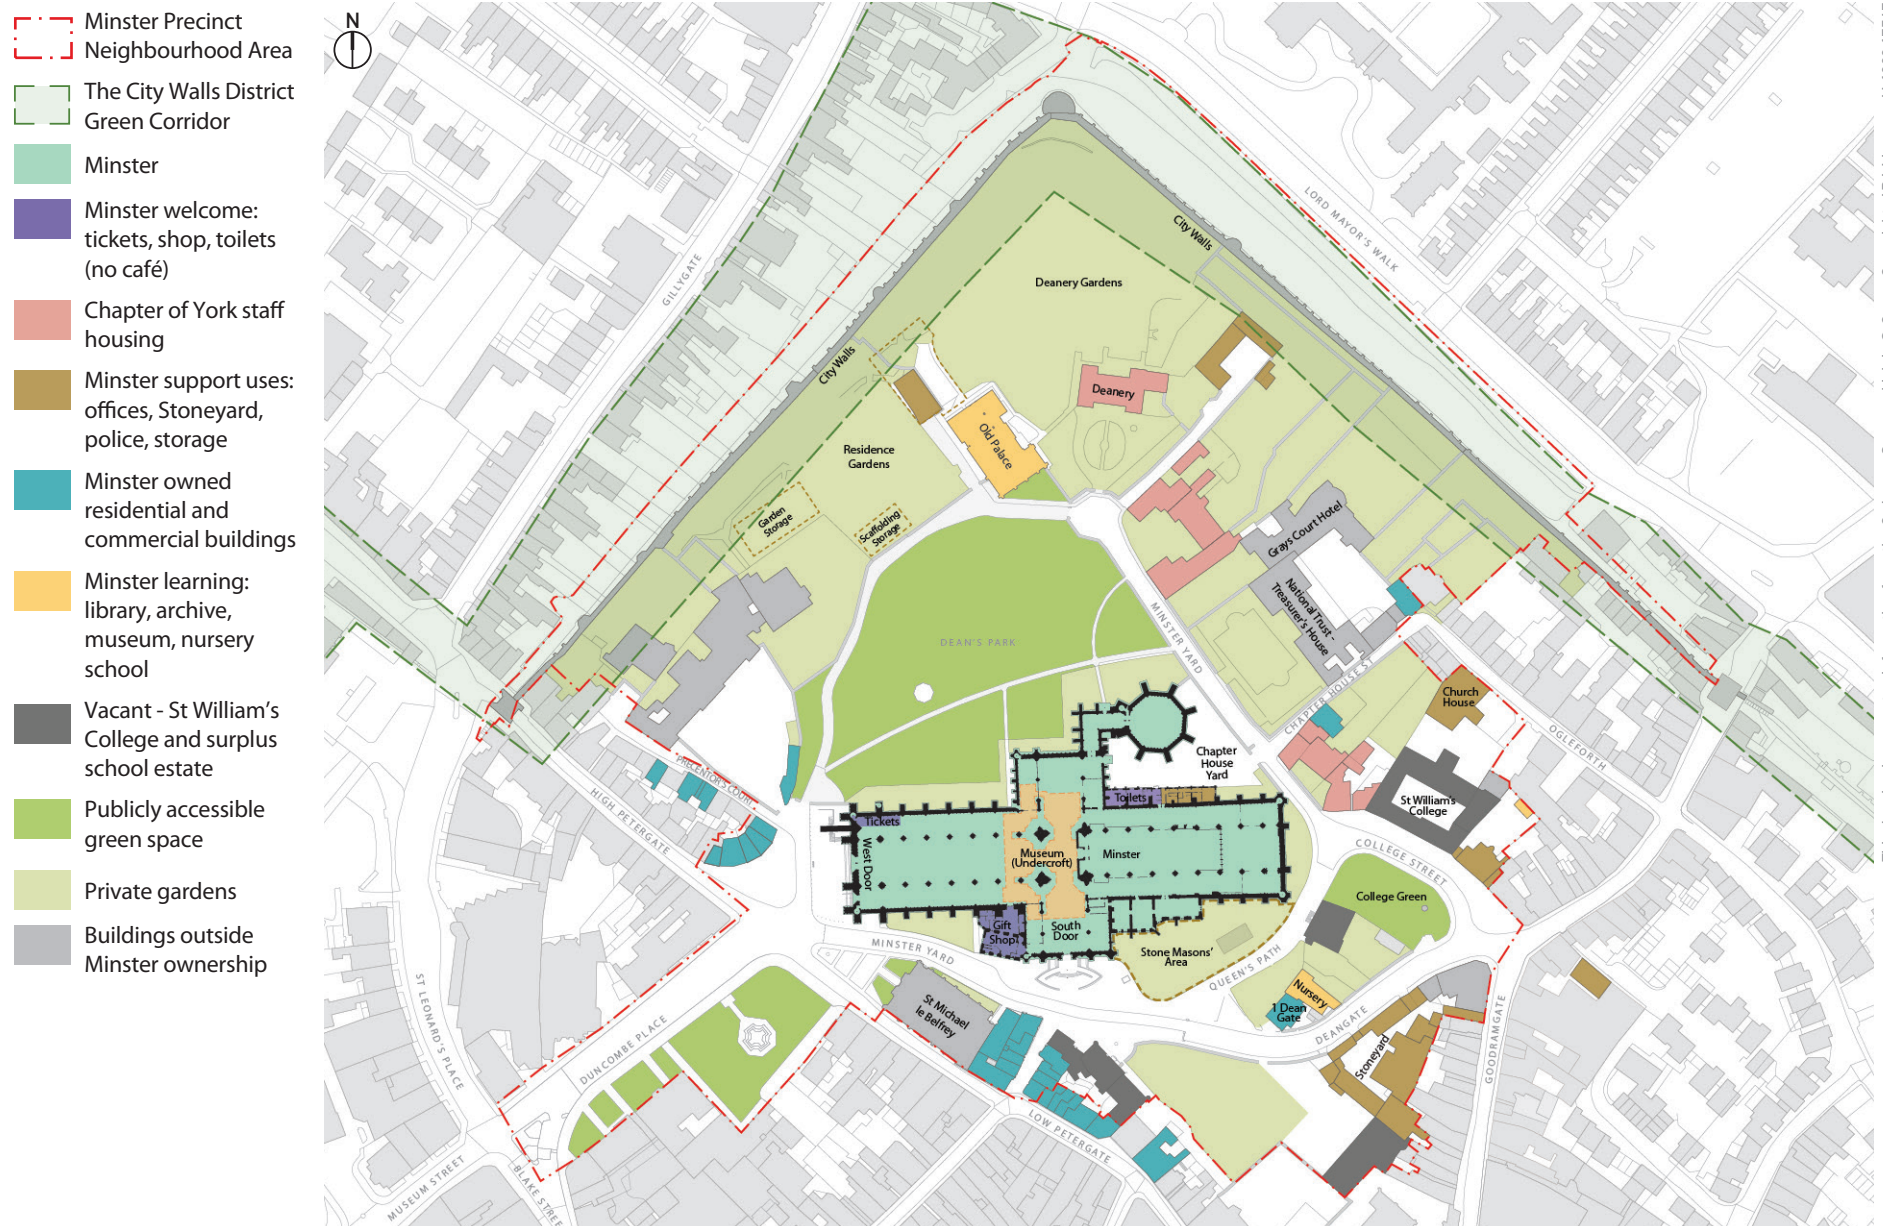 Minster Precinct
Neighbourhood Area
The City Walls District
Green Corridor
Minster
Minster welcome:
tickets, shop, toilets
(no café)
Chapter of York staff
housing
Minster support uses:
offices, Stoneyard,
police, storage
Minster owned
residential and
commercial buildings
Minster learning:
library, archive,
museum, nursery
school
Vacant - St William's
College and surplus
school estate
Publicly accessible
green space
Private gardens
Buildings outside
Minster ownership
N
GILLYGATE
LORD MAYOR'S WALK
City Walls
City Walls
Deanery Gardens
Deanery
Old Palace
Residence
Gardens
Garden
Storage
Scaffolding
Storage
Grays Court Hotel
National Trust -
Treasurer's House
DEAN'S PARK
MINSTER YARD
CHAPTER HOUSE ST
Church
House
OGLEFORTH
Chapter
House
Yard
St William's
College
PRECENTOR'S COURT
HIGH PETERGATE
Toilets
Tickets
West Door
Museum
(Undercroft)
Minster
COLLEGE STREET
College Green
Gift
Shop
South
Door
Stone Masons'
Area
QUEEN'S PATH
MINSTER YARD
St Michael
le Belfrey
Nursery
1 Dean
Gate
DEANGATE
Stoneyard
GOODRAMGATE
ST LEONARD'S PLACE
DUNCOMBE PLACE
LOW PETERGATE
MUSEUM STREET
BLAKE STREET